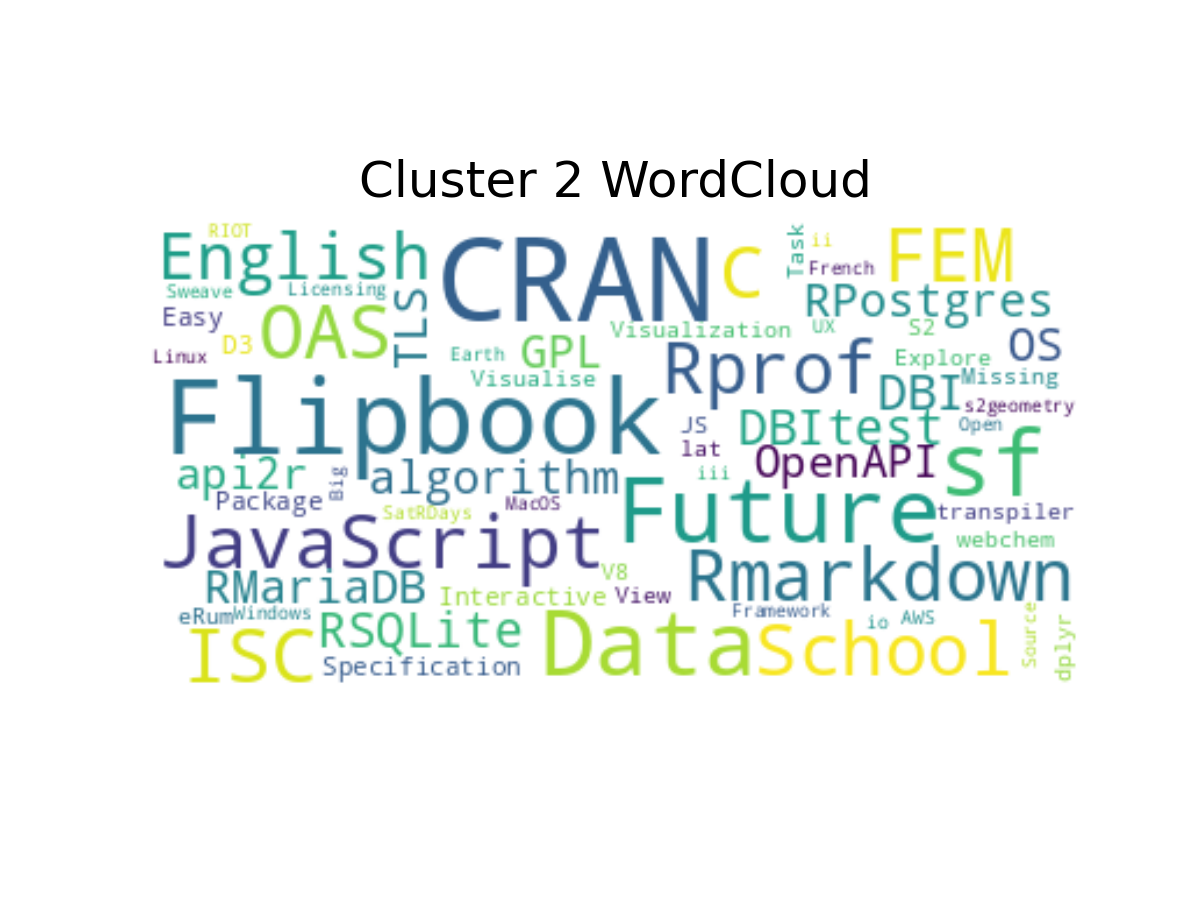 Cluster 2 WordCloud
RIOT
English
CRAN
C
Task
ii
French
FEM
Sweave
Licensing
TLS
RPostgres
Easy
OAS
Visualization
UX
S2
OS
Linux
D3
Earth
GPL
Rprof
Explore
Visualise
DBI
Missing
Flipbook
s2geometry
JS
DBItest
Open
lat
OpenAPI
sf
api2r
Big
algorithm
iii
Package
MacOS
Future
SatRDays
transpiler
JavaScript
webchem
RMariaDB
V8
Rmarkdown
Interactive
View
eRum
Windows
Framework
io
AWS
Source
dplyr
ISC
RSQLite
Data
School
Specification